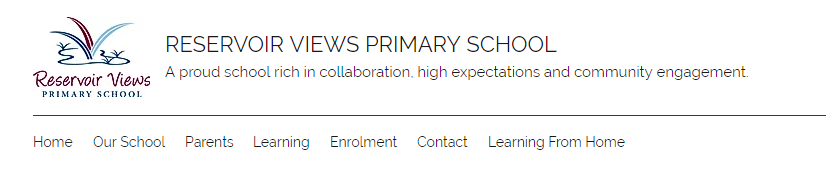 RESERVOIR VIEWS PRIMARY SCHOOL
A proud school rich in collaboration, high expectations and community engagement.
Reservoir Views
PRIMARY SCHOOL
Home Our School Parents Learning Enrolment Contact Learning From Home